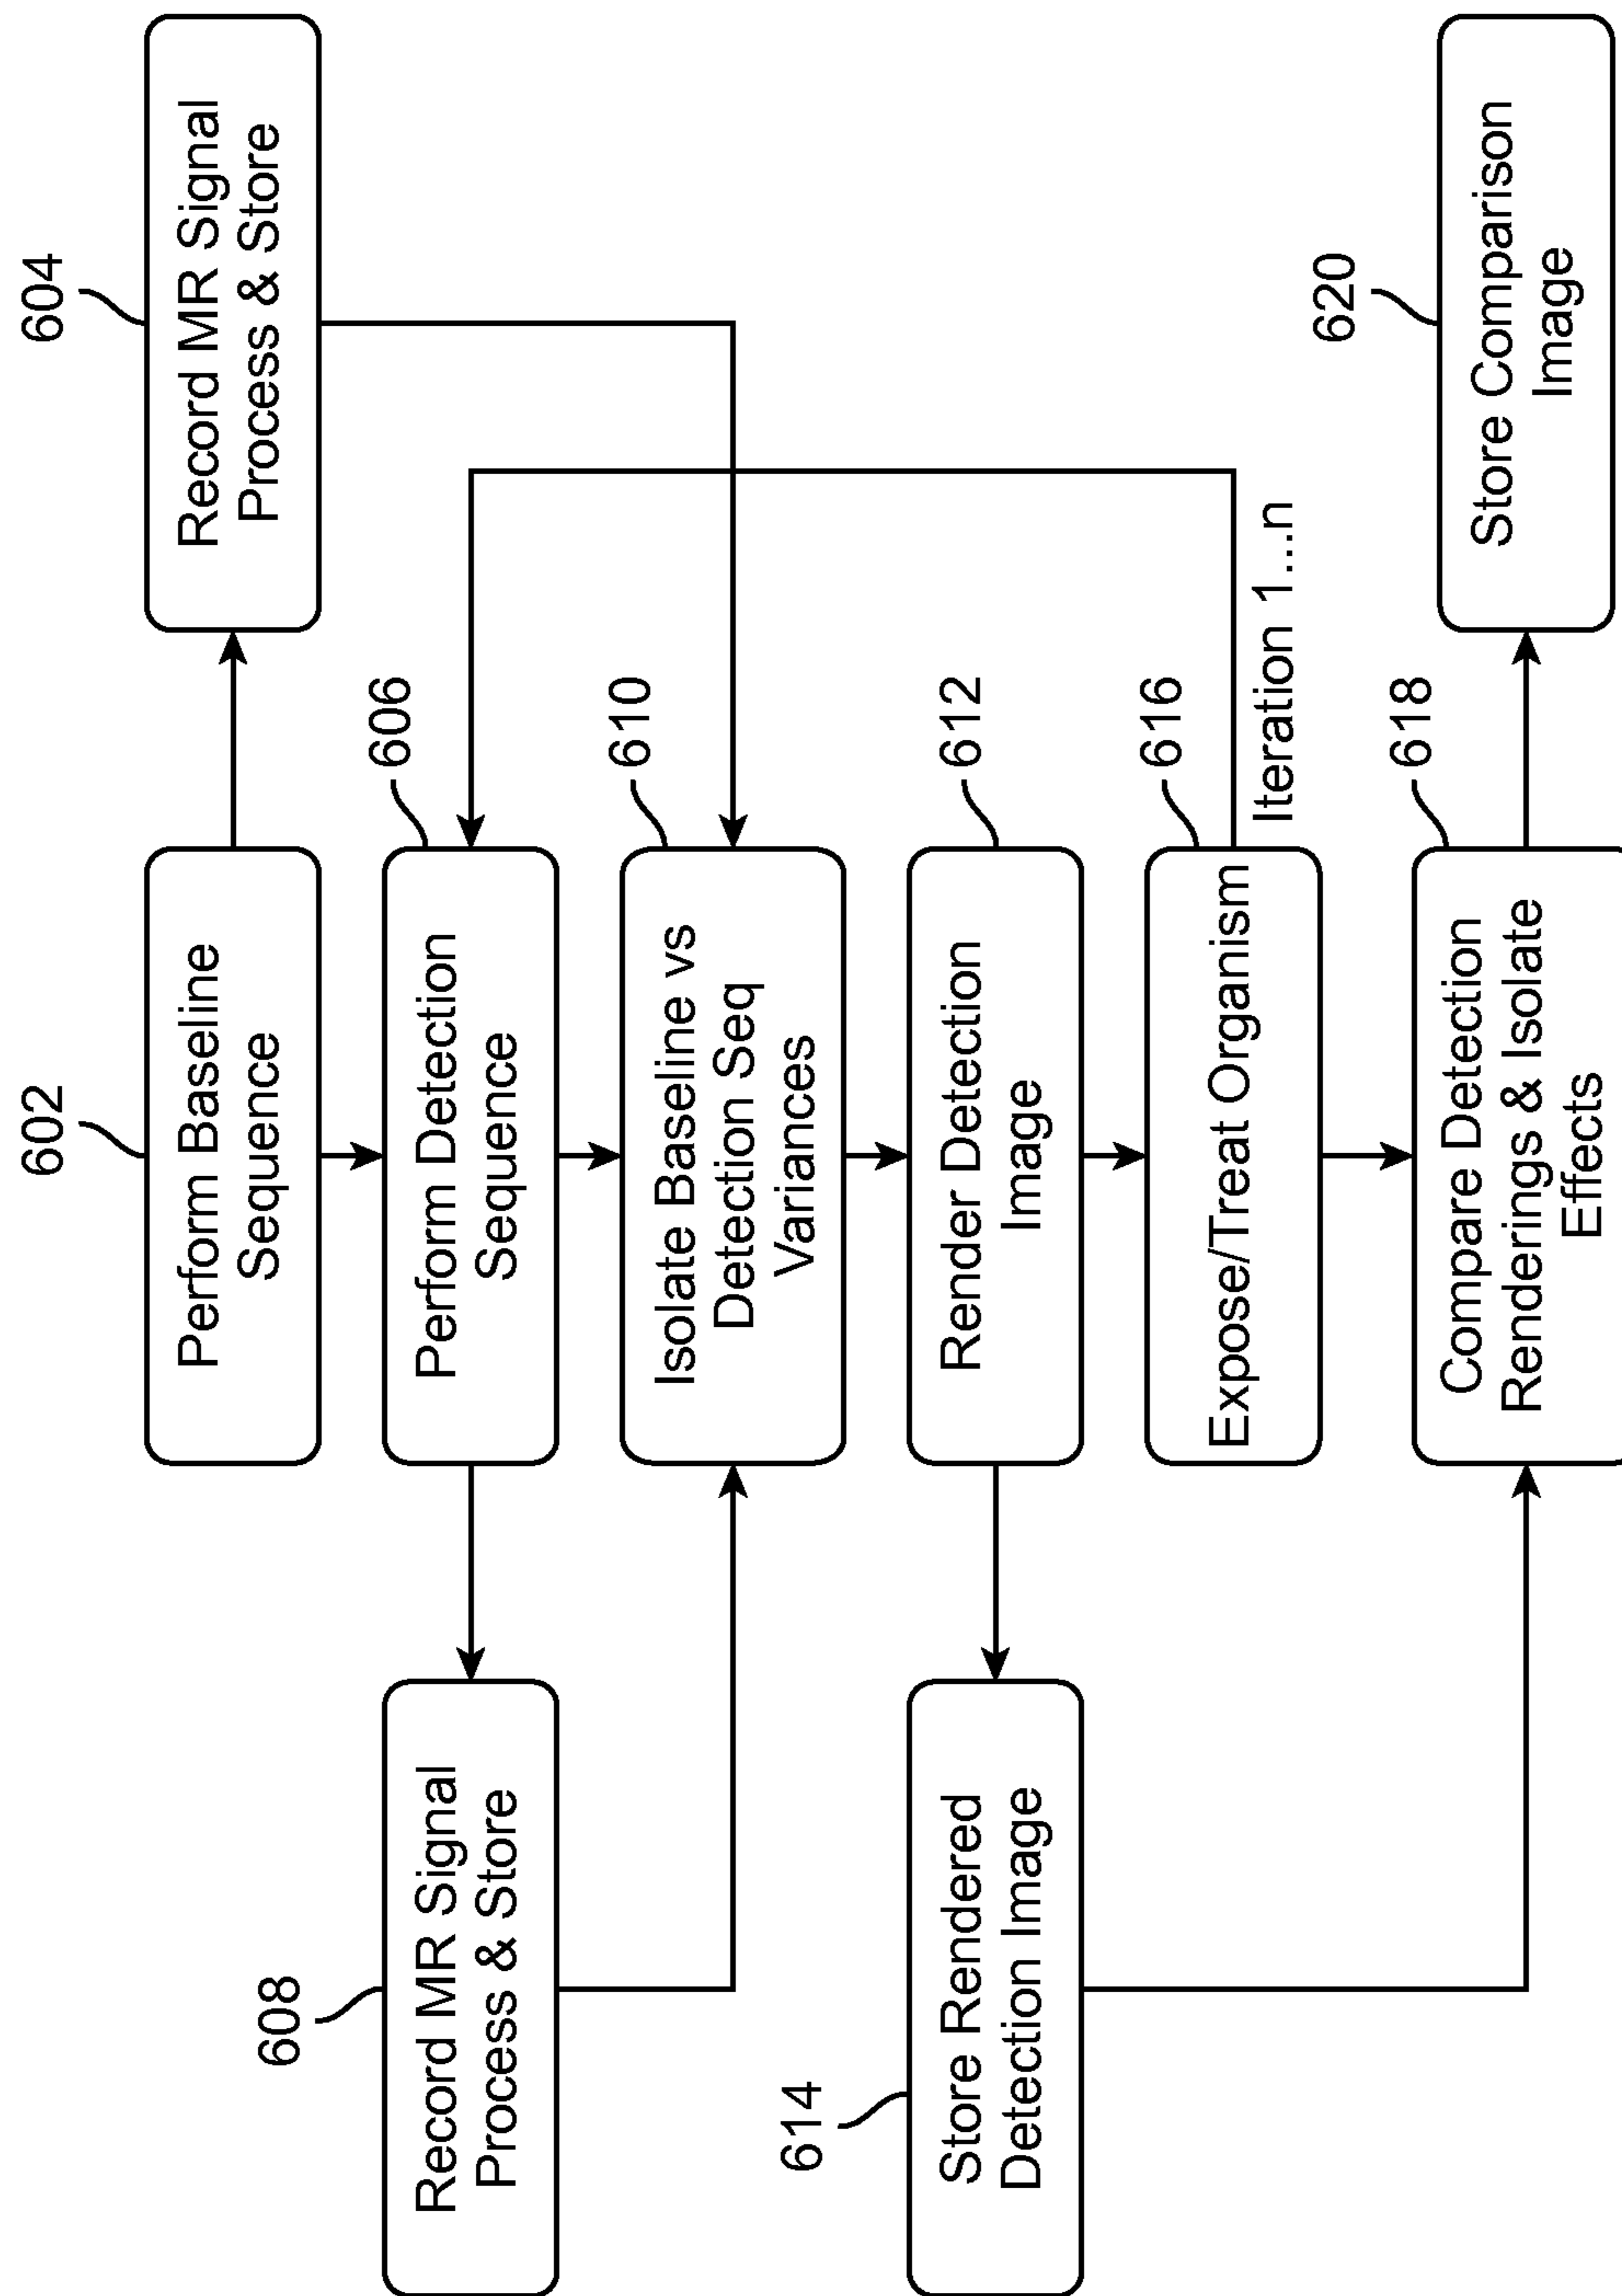 602
Perform Baseline
Sequence
604
Record MR Signal
Process & Store
606
Perform Detection
Sequence
608
Record MR Signal
Process & Store
610
Isolate Baseline vs
Detection Seq
Variances
612
Render Detection
Image
614
Store Rendered
Detection Image
616
Expose/Treat Organism
Iteration 1...n
618
Compare Detection
Renderings & Isolate
Effects
620
Store Comparison
Image